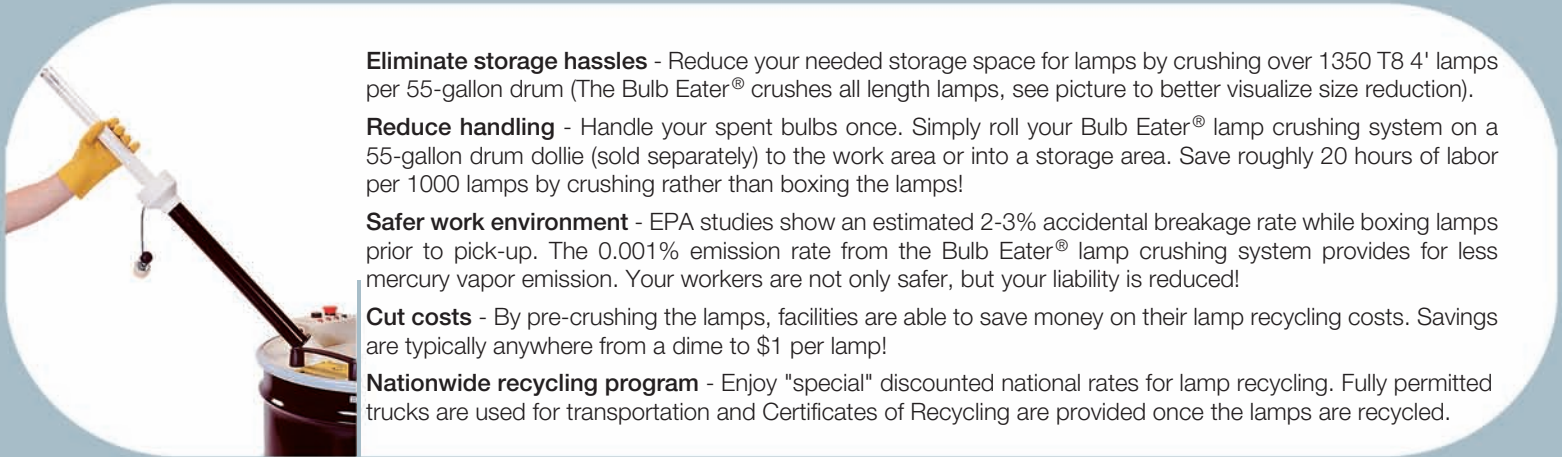 Eliminate storage hassles - Reduce your needed storage space for lamps by crushing over 1350 T8 4' lamps
per 55-gallon drum (The Bulb Eater® crushes all length lamps, see picture to better visualize size reduction).
Reduce handling - Handle your spent bulbs once. Simply roll your Bulb Eater® lamp crushing system on a
55-gallon drum dollie (sold separately) to the work area or into a storage area. Save roughly 20 hours of labor
per 1000 lamps by crushing rather than boxing the lamps!
Safer work environment - EPA studies show an estimated 2-3% accidental breakage rate while boxing lamps
prior to pick-up. The 0.001% emission rate from the Bulb Eater® lamp crushing system provides for less
mercury vapor emission. Your workers are not only safer, but your liability is reduced!
Cut costs - By pre-crushing the lamps, facilities are able to save money on their lamp recycling costs. Savings
are typically anywhere from a dime to $1 per lamp!
Nationwide recycling program - Enjoy "special" discounted national rates for lamp recycling. Fully permitted
trucks are used for transportation and Certificates of Recycling are provided once the lamps are recycled.